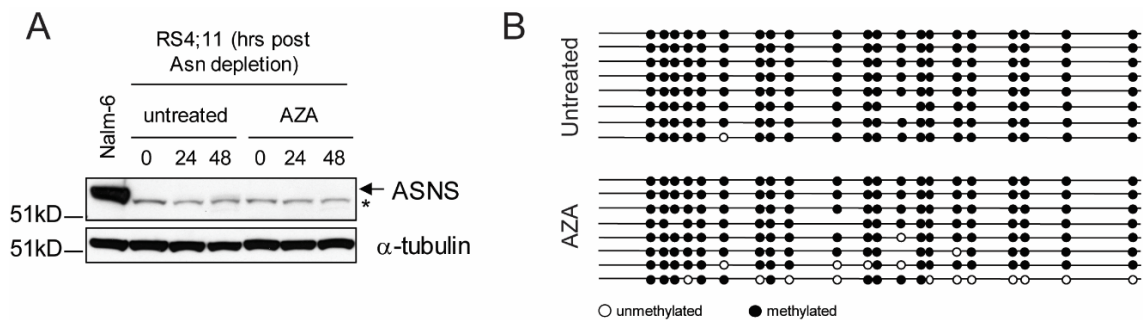 A
RS4;11 (hrs post
Asn depletion)
Nalm-6
untreated
AZA
0 24 48 0 24 48
ASNS
*
51kD
51kD
α-tubulin
B
Untreated
AZA
unmethylated
methylated